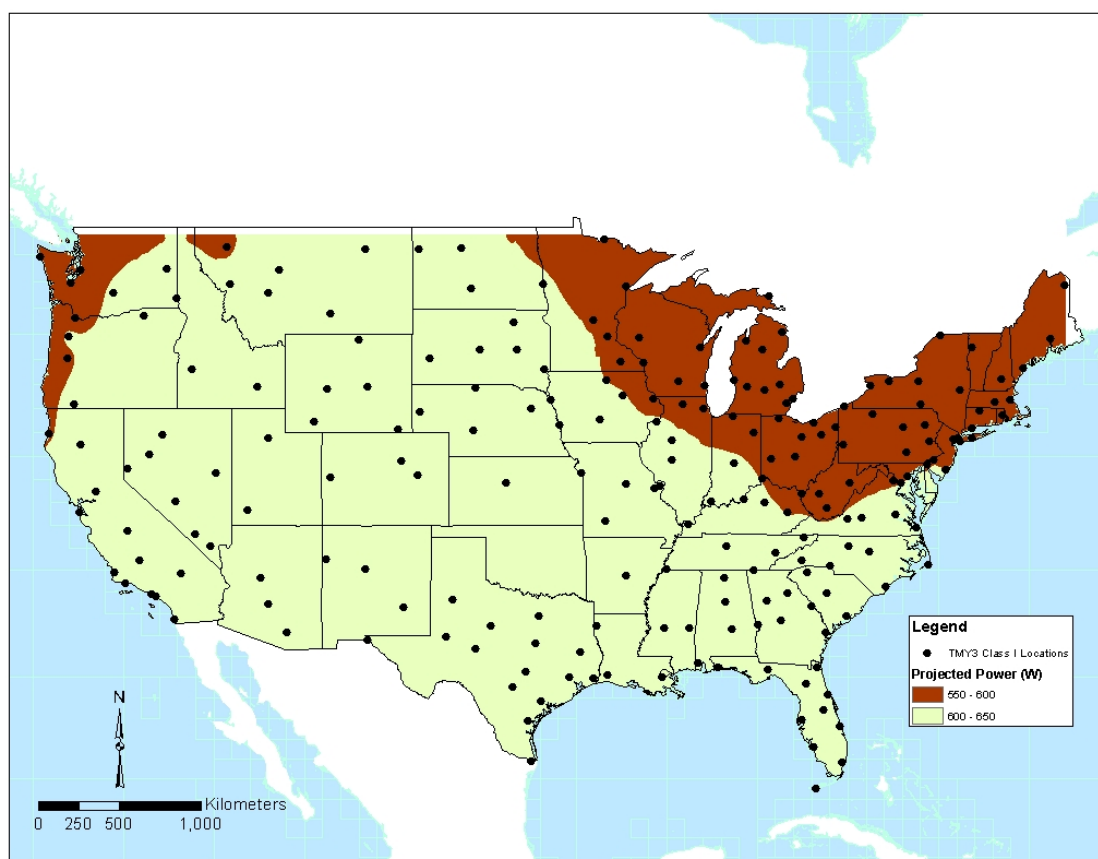 N
Kilometers
0 250 500 1,000
Legend
TMY3 Class I Locations
Projected Power (W)
550 - 600
600 - 650